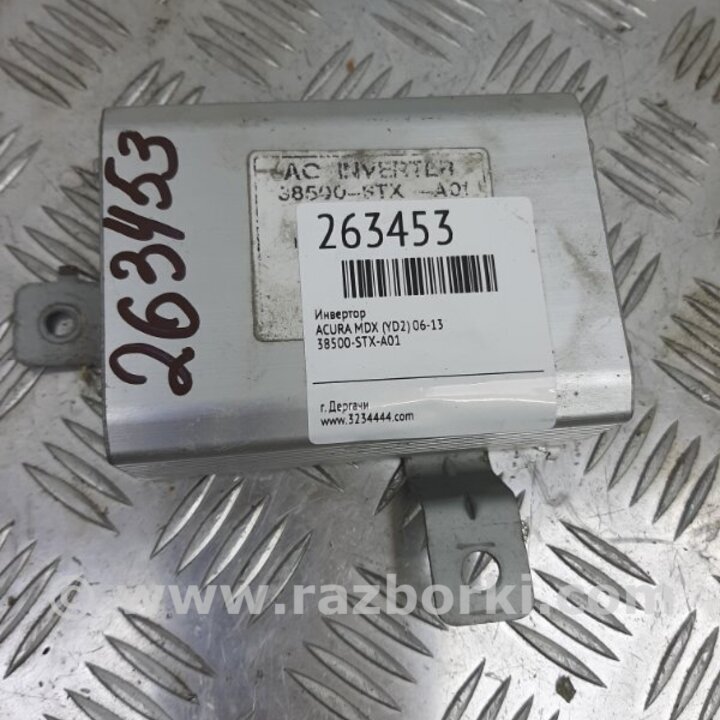 263453
AC INVERTER
38500-STX -A01
263453
Инвертор
ACURA MDX (YD2) 06-13
38500-STX-A01
г. Дергачи
www.3234444.com
© www.razborki.com